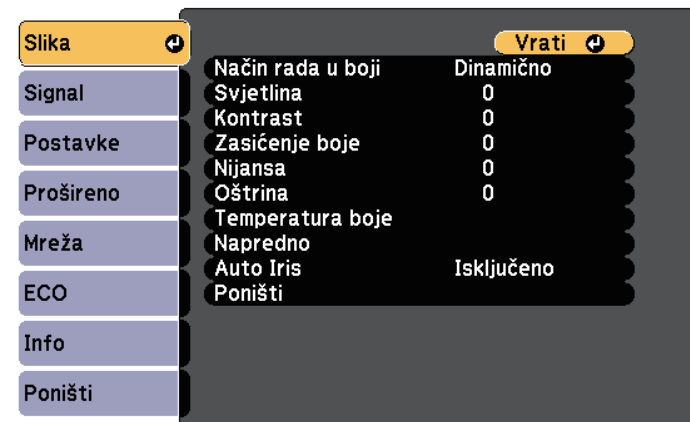 Slika
Signal
Postavke
Prošireno
Mreža
ECO
Info
Poništi
Vrati
Način rada u boji Dinamično
Svjetlina 0
Kontrast 0
Zasićenje boje 0
Nijansa 0
Oštrina 0
Temperatura boje
Napredno
Auto Iris Isključeno
Poništi